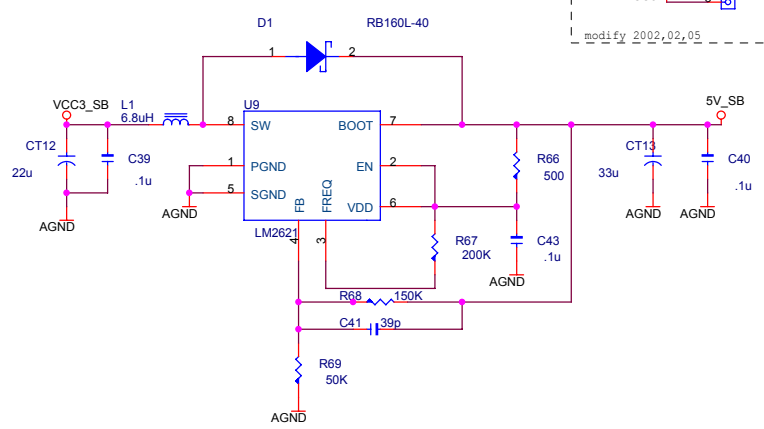 modify 2002,02,05
D1 RB160L-40
1 2
VCC3_SB L1 U9 5V_SB
6.8uH
8 SW BOOT 7
CT12 C39 CT13
R66 C40
22u .1u 1 PGND EN 2 500 33u .1u
5 SGND
AGND AGND FB FREQ VDD 6 AGND AGND
LM2621 4 3
R67 C43
200K .1u
AGND
R68 150K
C41 39p
R69
50K
AGND